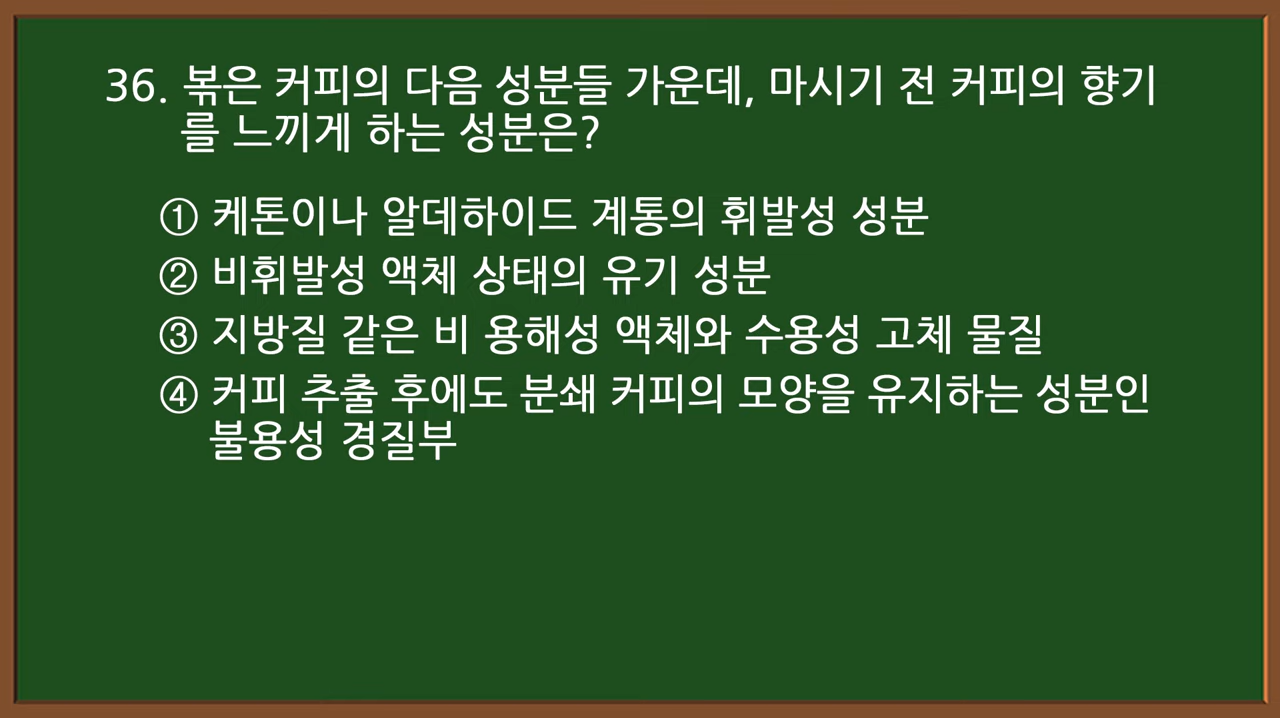 36. 볶은 커피의 다음 성분들 가운데, 마시기 전 커피의 향기
를 느끼게 하는 성분은?
① 케톤이나 알데하이드 계통의 휘발성 성분
② 비휘발성 액체 상태의 유기 성분
③ 지방질 같은 비 용해성 액체와 수용성 고체 물질
④ 커피 추출 후에도 분쇄 커피의 모양을 유지하는 성분인
불용성 경질부